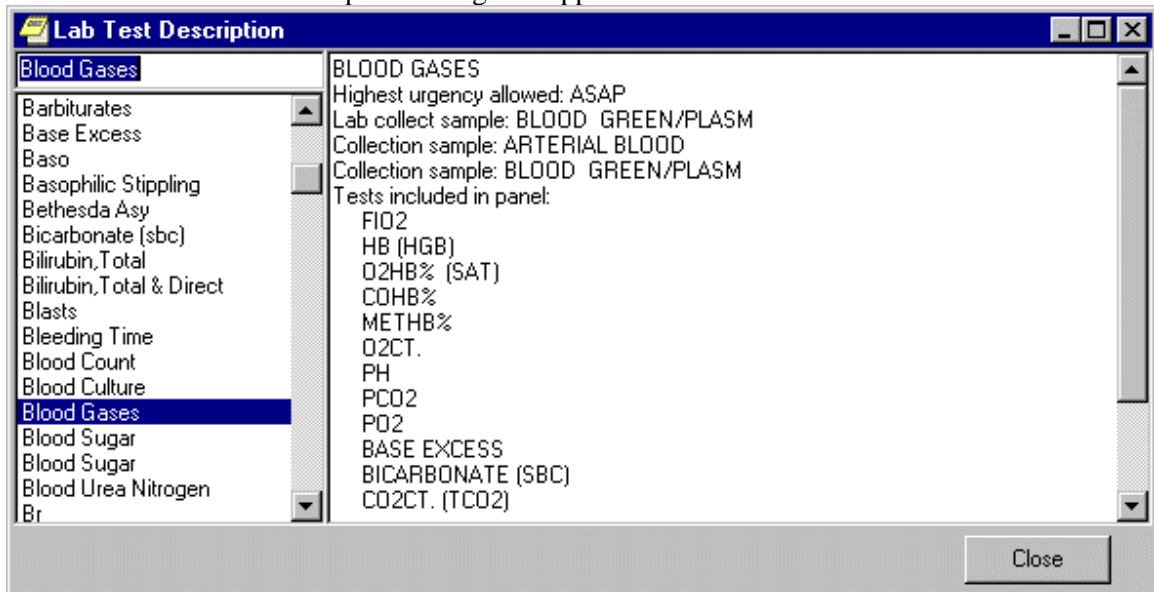 Lab Test Description
Blood Gases
Barbiturates
Base Excess
Baso
Basophilic Stippling
Bethesda Asy
Bicarbonate (sbc)
Bilirubin,Total
Bilirubin,Total & Direct
Blasts
Bleeding Time
Blood Count
Blood Culture
Blood Gases
Blood Sugar
Blood Sugar
Blood Urea Nitrogen
Br
BLOOD GASES
Highest urgency allowed: ASAP
Lab collect sample: BLOOD GREEN/PLASM
Collection sample: ARTERIAL BLOOD
Collection sample: BLOOD GREEN/PLASM
Tests included in panel:
FIO2
HB (HGB)
O2HB% (SAT)
COHB%
METHB%
O2CT.
PH
PCO2
PO2
BASE EXCESS
BICARBONATE (SBC)
CO2CT. (TCO2)
Close